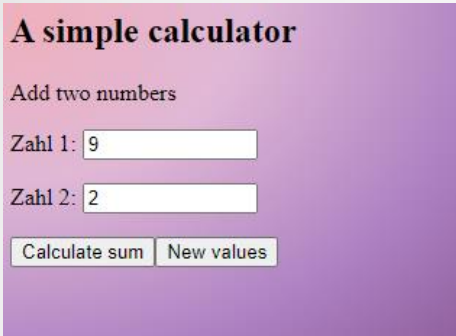 A simple calculator
Add two numbers
Zahl 1: 9
Zahl 2: 2
Calculate sum New values